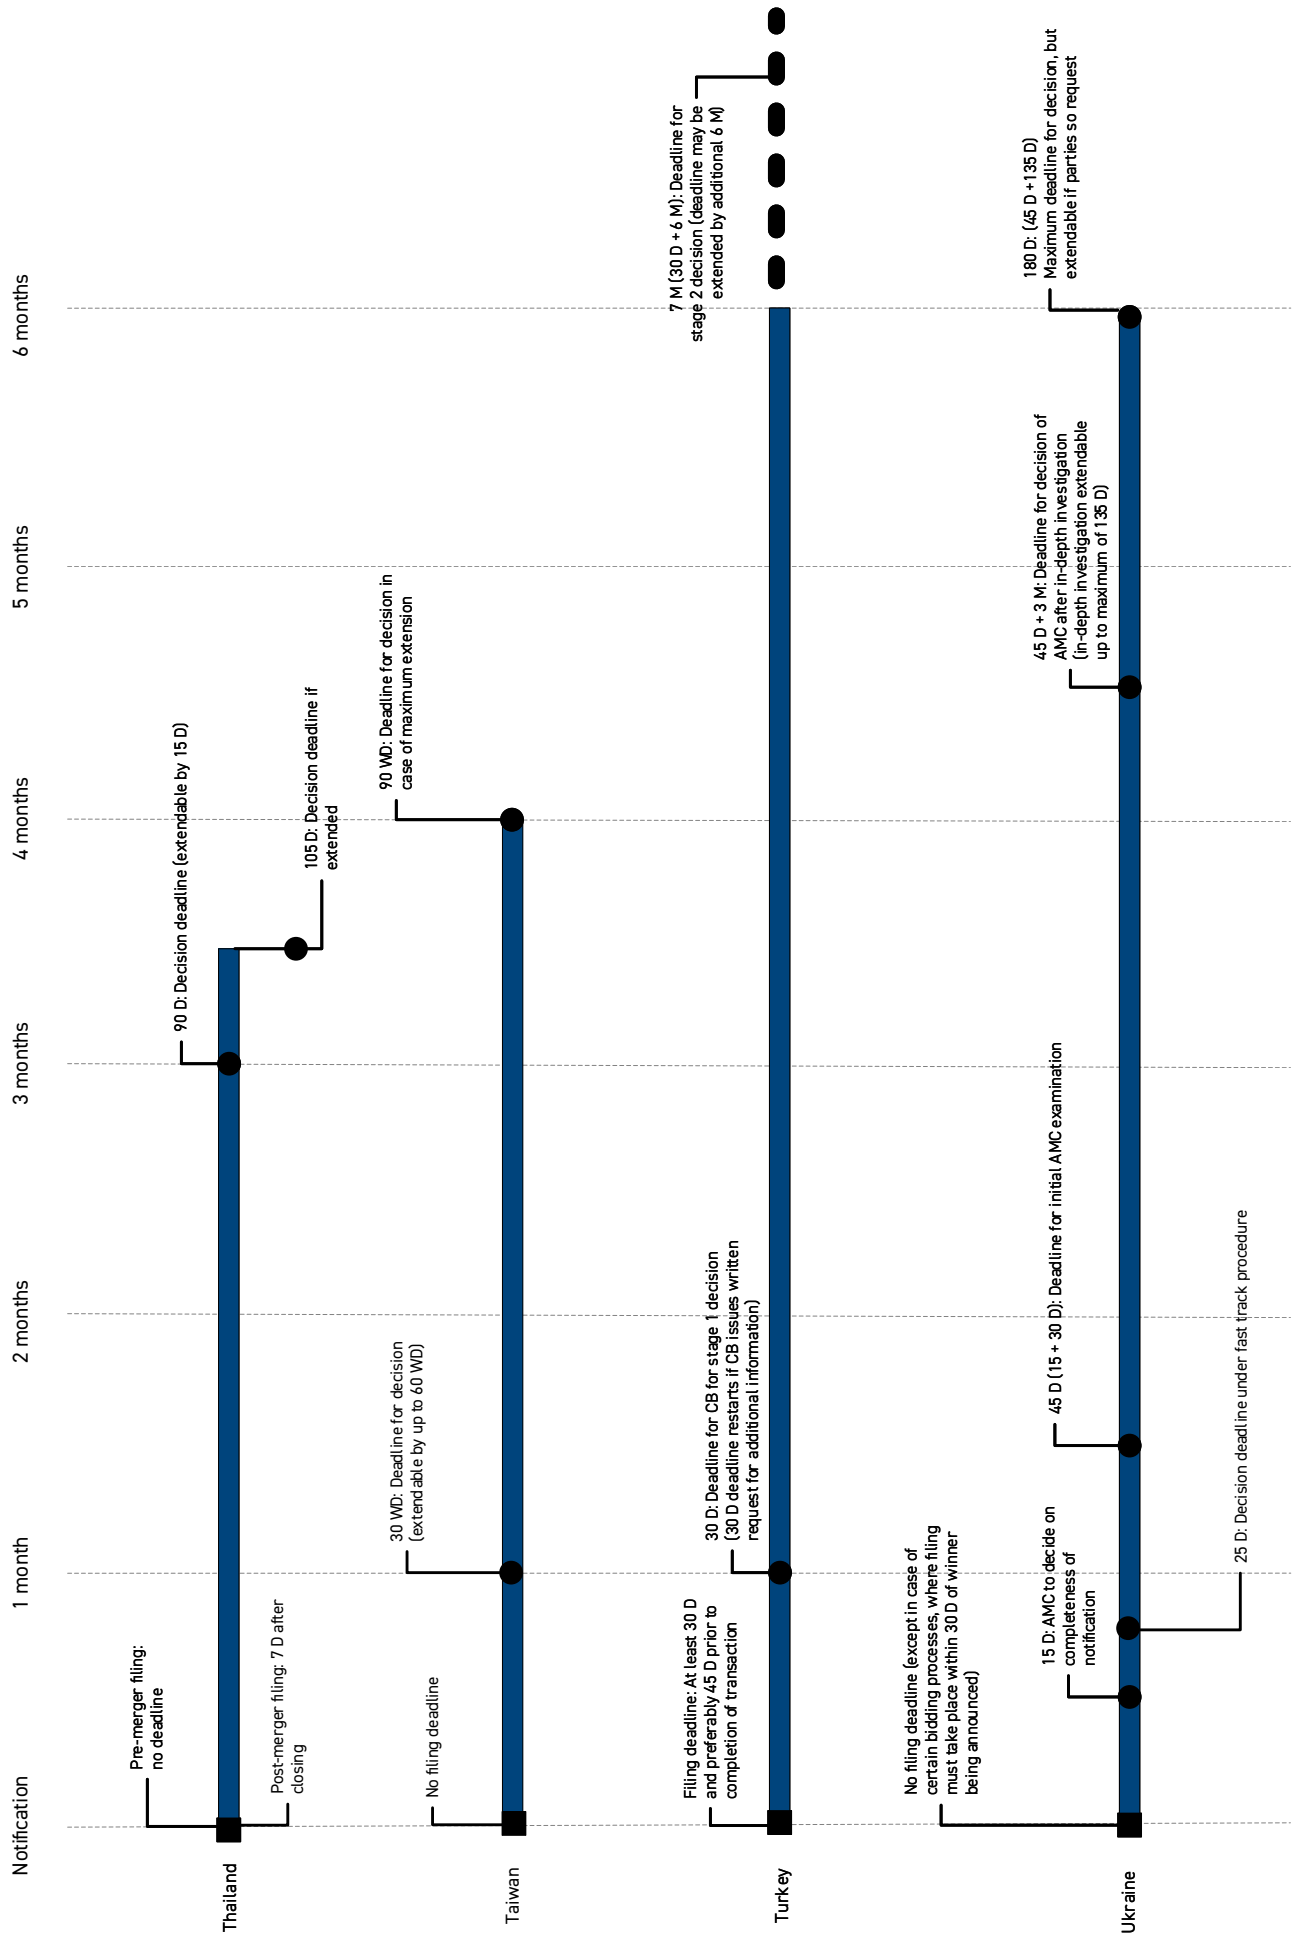 Notification
1 month
2 months
3 months
4 months
5 months
6 months
Thailand
Pre-merger filing:
no deadline
Post-merger filing: 7 D after
closing
90 D: Decision deadline (extendable by 15 D)
105 D: Decision deadline if
extended
Taiwan
No filing deadline
30 WD: Deadline for decision
(extendable by up to 60 WD)
90 WD: Deadline for decision in
case of maximum extension
Turkey
Filing deadline: At least 30 D
and preferably 45 D prior to
completion of transaction
30 D: Deadline for CB for stage 1 decision
(30 D deadline restarts if CB issues written
request for additional information)
7 M (30 D + 6 M): Deadline for
stage 2 decision (deadline may be
extended by additional 6 M)
Ukraine
No filing deadline (except in case of
certain bidding processes, where filing
must take place within 30 D of winner
being announced)
15 D: AMC to decide on
completeness of
notification
25 D: Decision deadline under fast track procedure
45 D (15 + 30 D): Deadline for initial AMC examination
45 D + 3 M: Deadline for decision of
AMC after in-depth investigation
(in-depth investigation extendable
up to maximum of 135 D)
180 D: (45 D +135 D)
Maximum deadline for decision, but
extendable if parties so request